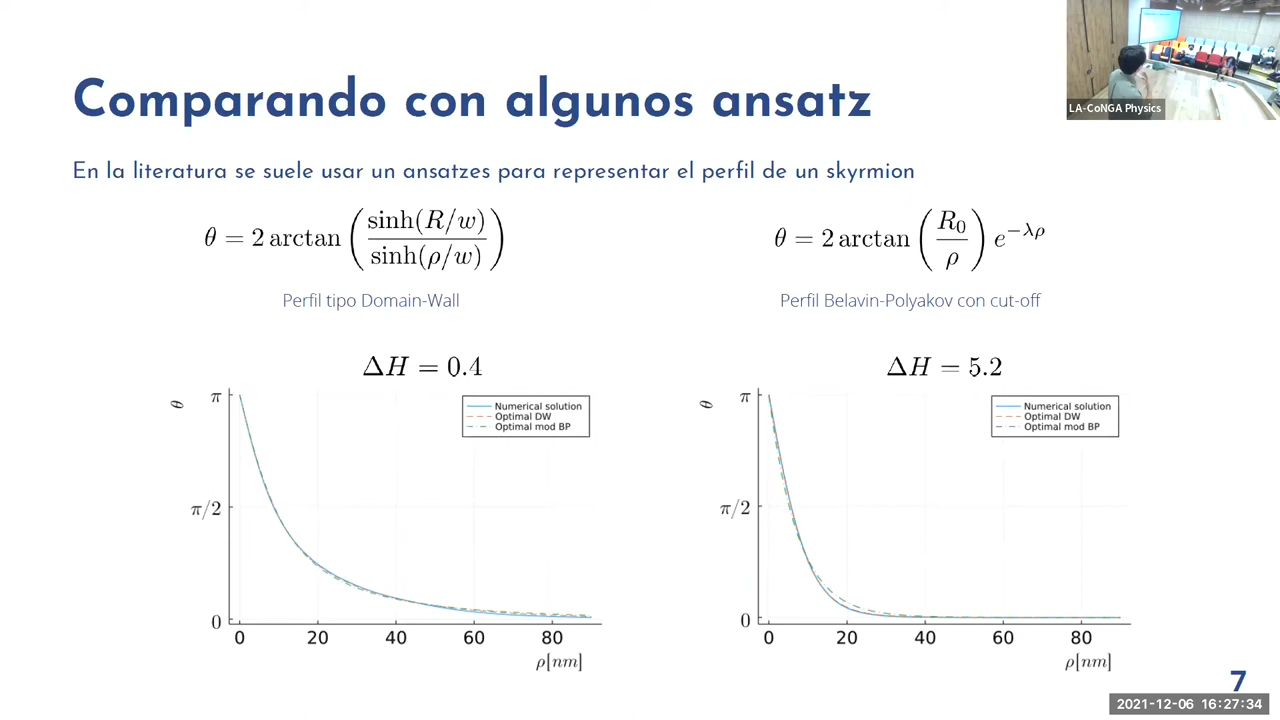 LA-CoNGA Physics
Comparando con algunos ansatz
En la literatura se suele usar un ansatzes para representar el perfil de un skyrmion
θ = 2 arctan ( sinh(R/w) / sinh(ρ/w) )
Perfil tipo Domain-Wall
θ = 2 arctan ( R₀ / ρ ) e^{−λρ}
Perfil Belavin-Polyakov con cut-off
ΔH = 0.4
θ
π
π/2
0
Numerical solution
Optimal DW
Optimal mod BP
0 20 40 60 80
ρ[nm]
ΔH = 5.2
θ
π
π/2
0
Numerical solution
Optimal DW
Optimal mod BP
0 20 40 60 80
ρ[nm]
7
2021-12-06 16:27:34